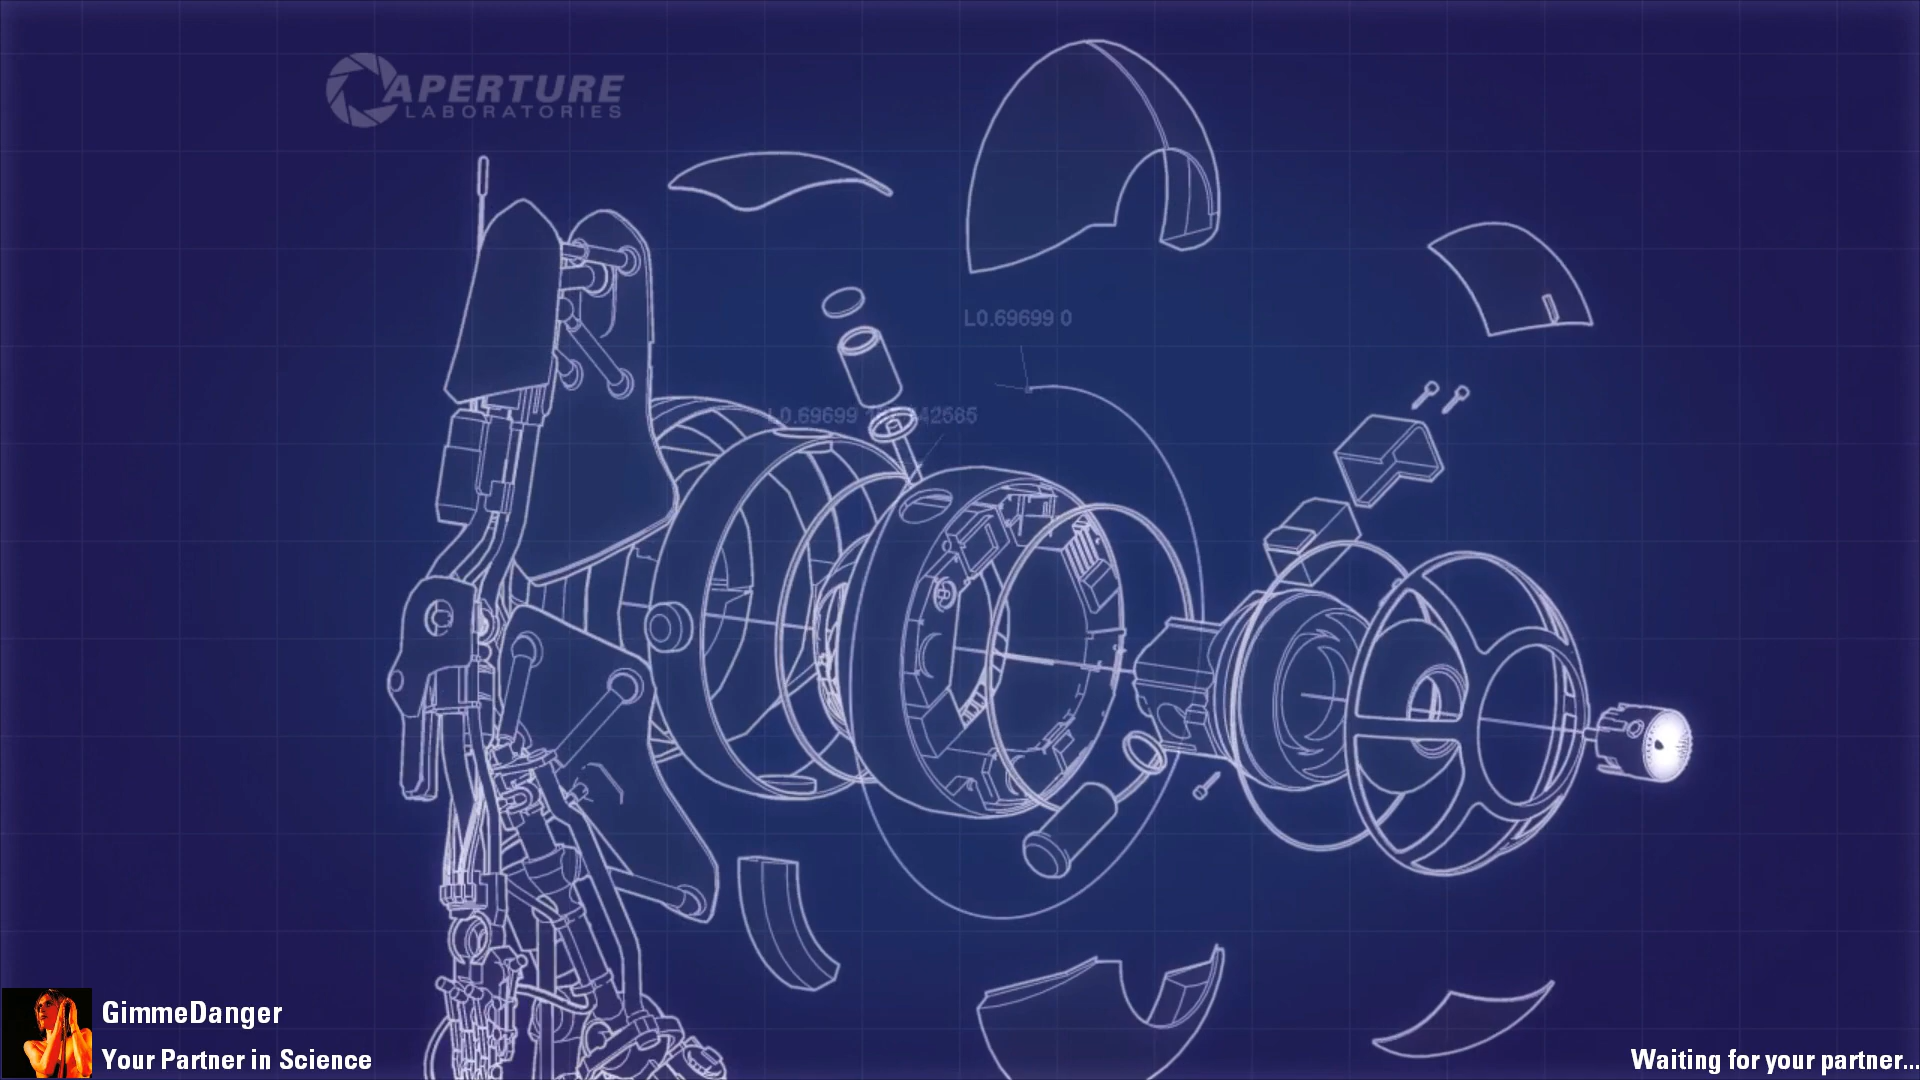 APERTURE
LABORATORIES
L0.69699 0
L0.69699
GimmeDanger
Your Partner in Science
Waiting for your partner...